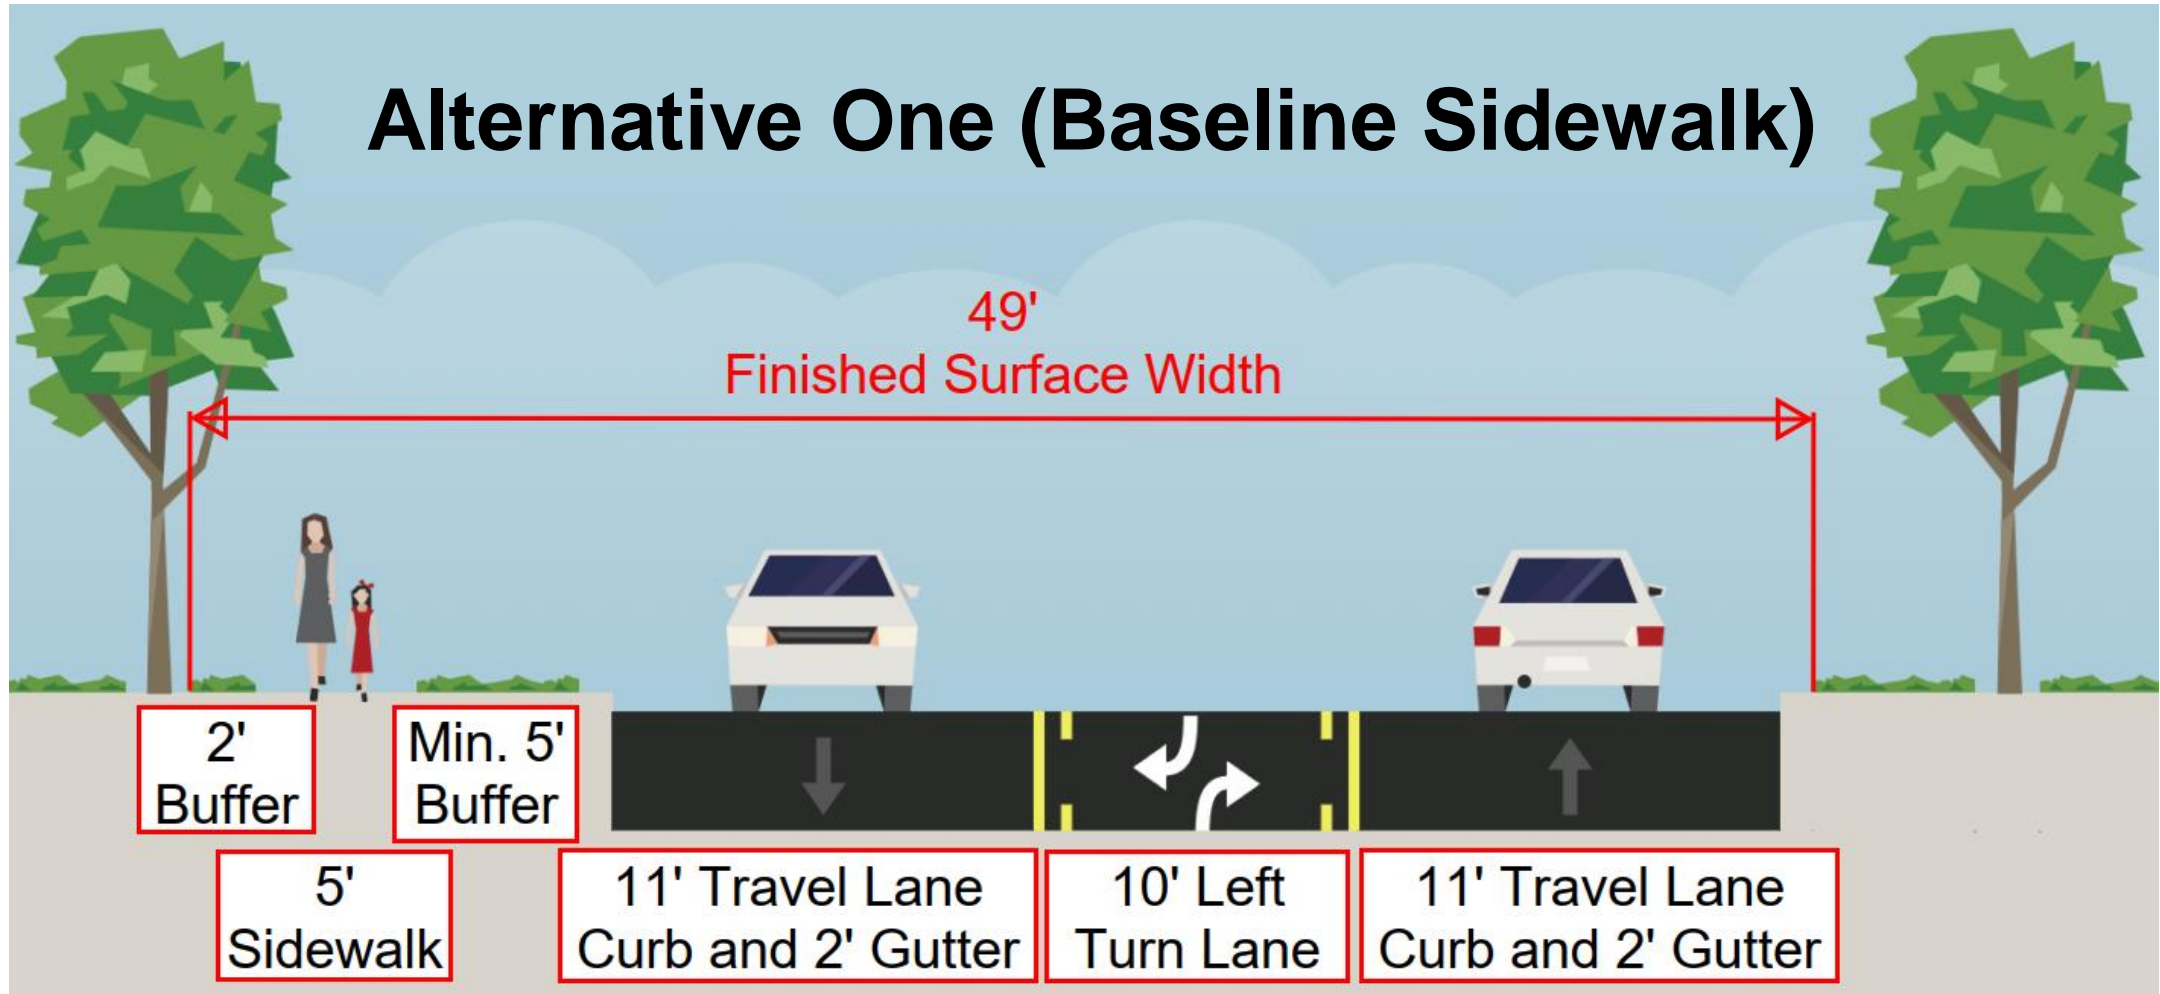 Alternative One (Baseline Sidewalk)
49'
Finished Surface Width
2'
Buffer
Min. 5'
Buffer
5'
Sidewalk
11' Travel Lane
Curb and 2' Gutter
10' Left
Turn Lane
11' Travel Lane
Curb and 2' Gutter